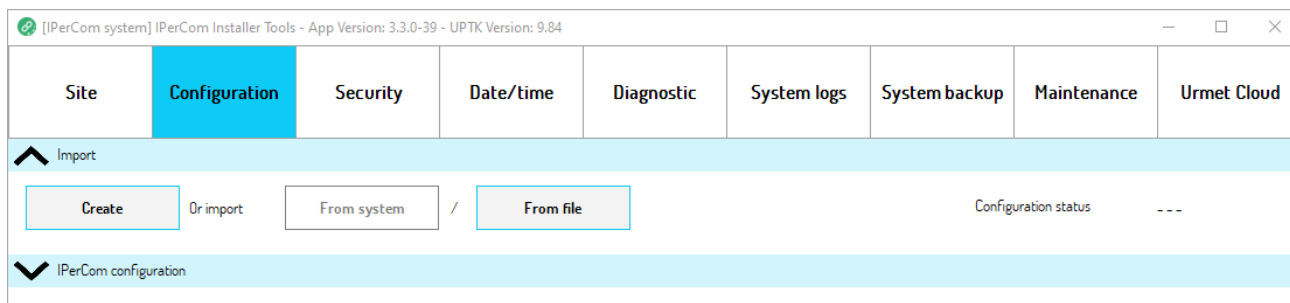 [IPerCom system] IPerCom Installer Tools - App Version: 3.3.0-39 - UPTK Version: 9.84
Site Configuration Security Date/time Diagnostic System logs System backup Maintenance Urmet Cloud
Import
Create Or import From system / From file Configuration status ---
IPerCom configuration